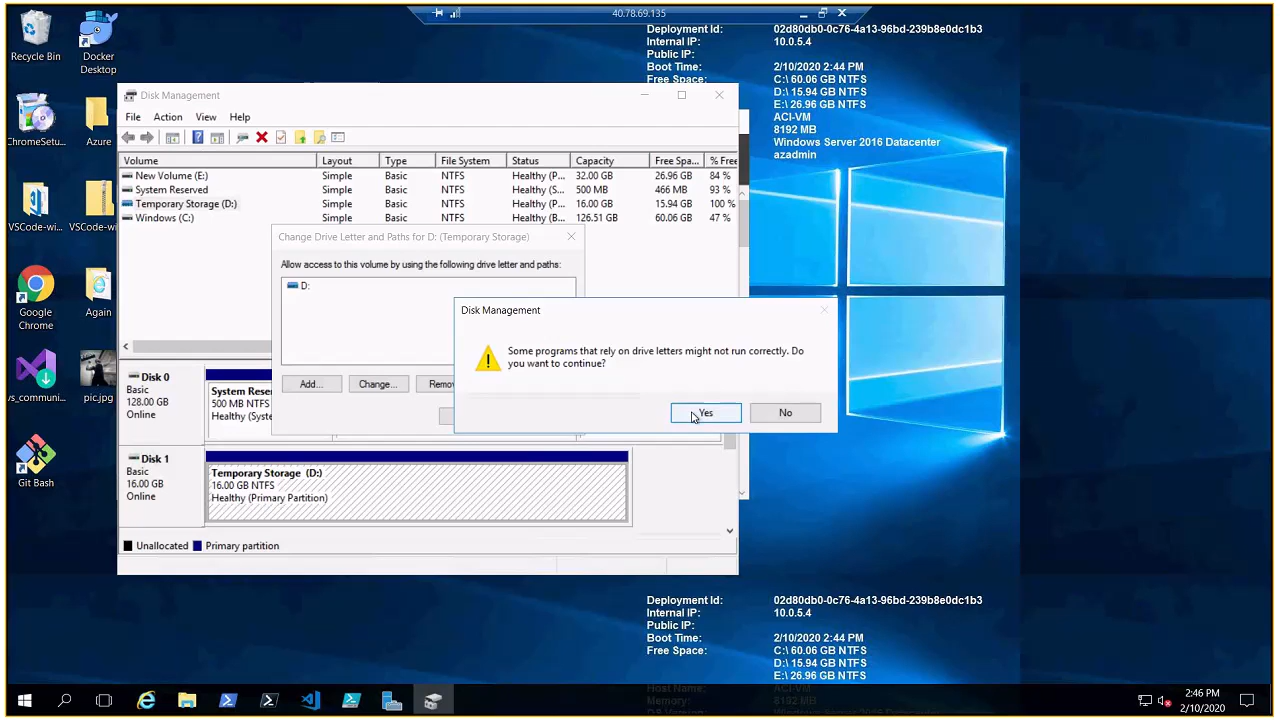 40.78.69.135
Recycle Bin
Docker
Desktop
ChromeSetu...
Azure
VSCode-wi...
VSCode-wi
Google
Chrome
Again
vs_communi...
pic.jpg
Git Bash
Deployment Id: 02d80db0-0c76-4a13-96bd-239b8e0dc1b3
Internal IP: 10.0.5.4
Public IP:
Boot Time: 2/10/2020 2:44 PM
Free Space: C:\ 60.06 GB NTFS
D:\ 15.94 GB NTFS
E:\ 26.96 GB NTFS
ACI-VM
8192 MB
Windows Server 2016 Datacenter
azadmin
Disk Management
File Action View Help
Volume Layout Type File System Status Capacity Free Spa... % Free
New Volume (E:) Simple Basic NTFS Healthy (P... 32.00 GB 26.96 GB 84 %
System Reserved Simple Basic NTFS Healthy (S... 500 MB 466 MB 93 %
Temporary Storage (D:) Simple Basic NTFS Healthy (P... 16.00 GB 15.94 GB 100 %
Windows (C:) Simple Basic NTFS Healthy (B... 126.51 GB 60.06 GB 47 %
Change Drive Letter and Paths for D: (Temporary Storage)
Allow access to this volume by using the following drive letter and paths:
D:
Add... Change... Remov
Disk Management
Some programs that rely on drive letters might not run correctly. Do
you want to continue?
Yes No
Disk 0
Basic
128.00 GB
Online
System Rese
500 MB NTFS
Healthy (Syste
Disk 1
Basic
16.00 GB
Online
Temporary Storage (D:)
16.00 GB NTFS
Healthy (Primary Partition)
Unallocated Primary partition
Deployment Id: 02d80db0-0c76-4a13-96bd-239b8e0dc1b3
Internal IP: 10.0.5.4
Public IP:
Boot Time: 2/10/2020 2:44 PM
Free Space: C:\ 60.06 GB NTFS
D:\ 15.94 GB NTFS
E:\ 26.96 GB NTFS
Host Name: ACI-VM
Memory: 8192 MB
2:46 PM
2/10/2020